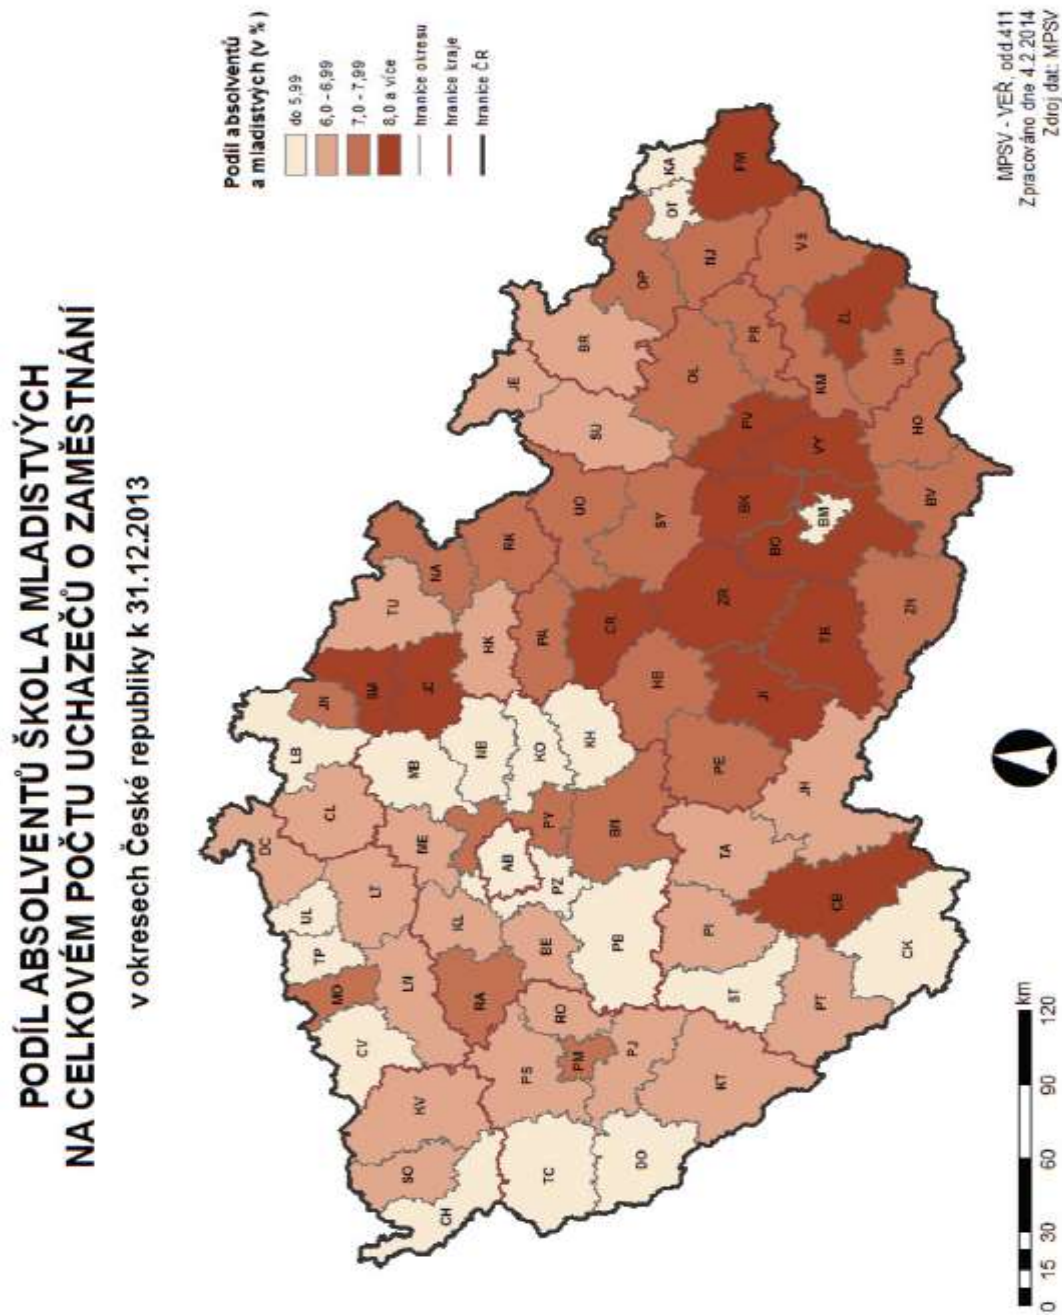 PODÍL ABSOLVENTŮ ŠKOL A MLADISTVÝCH
NA CELKOVÉM POČTU UCHAZEČŮ O ZAMĚSTNÁNÍ
v okresech České republiky k 31.12.2013
Podíl absolventů
a mladistvých (v %)
do 5,99
6,0 - 6,99
7,0 - 7,99
8,0 a více
hranice okresu
hranice kraje
hranice ČR
DC
LB
JN
SM
TU
CL
UL
TP
MO
LT
MB
JC
NA
CV
LN
ME
NB
HK
RK
JE
KV
KL
RA
SO
CH
AB
PY
KO
PA
UO
SU
BR
PS
RO
BE
PZ
KH
CR
OP
OT
KA
TC
PM
PB
BN
SY
OL
NJ
FM
DO
PJ
HB
PR
PI
TA
PE
ZR
BK
PV
VS
KT
ST
JI
BO
BM
VY
KM
ZL
PT
CB
JH
TR
UH
CK
ZN
BV
HO
0 15 30 60 90 120
km
MPSV - VEŘ, odd.411
Zpracováno dne 4.2.2014
Zdroj dat: MPSV